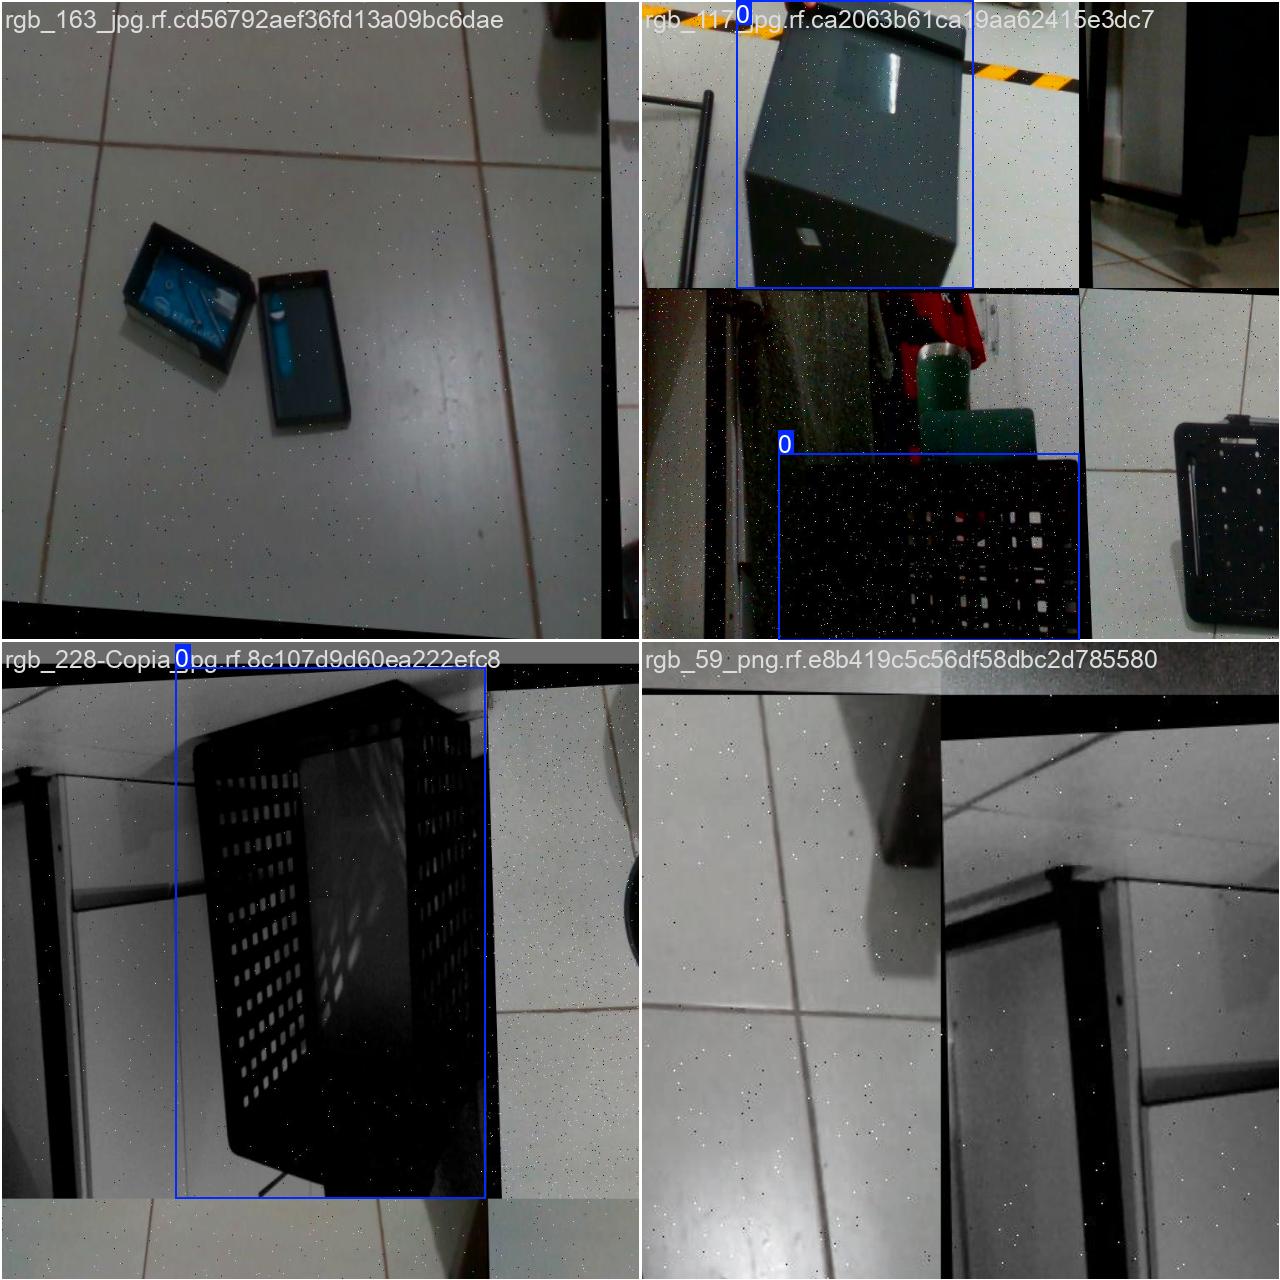 rgb_163_jpg.rf.cd56792aef36fd13a09bc6dae
rgb_117_jpg.rf.ca2063b61ca19aa62415e3dc7
0
0
rgb_228-Copia_jpg.rf.8c107d9d60ea222efc8
0
rgb_59_png.rf.e8b419c5c56df58dbc2d785580